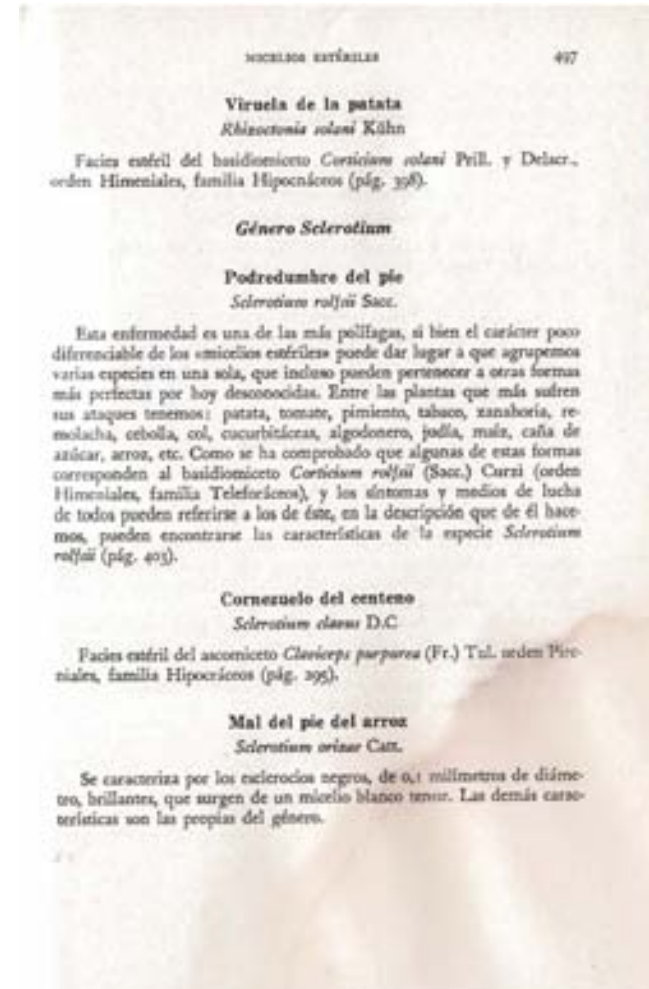 MICELIOS ESTÉRILES 497
Viruela de la patata
Rhizoctonia solani Kühn
Facies estéril del basidiomiceto Corticium solani Prill. y Delacr.,
orden Himeniales, familia Hipocnáceos (pág. 398).
Género Sclerotium
Podredumbre del pie
Sclerotium rolfsii Sacc.
Esta enfermedad es una de las más polífagas, si bien el carácter poco
diferenciable de los «micelios estériles» puede dar lugar a que agrupemos
varias especies en una sola, que incluso pueden pertenecer a otras formas
más perfectas por hoy desconocidas. Entre las plantas que más sufren
sus ataques tenemos: patata, tomate, pimiento, tabaco, zanahoria, re-
molacha, cebolla, col, cucurbitáceas, algodonero, judía, maíz, caña de
azúcar, arroz, etc. Como se ha comprobado que algunas de estas formas
corresponden al basidiomiceto Corticium rolfsii (Sacc.) Curzi (orden
Himeniales, familia Teleforáceos), y los síntomas y medios de lucha
de todos pueden referirse a los de éste, en la descripción que de él hace-
mos, pueden encontrarse las características de la especie Sclerotium
rolfsii (pág. 403).
Cornezuelo del centeno
Sclerotium clavus D.C
Facies estéril del ascomiceto Claviceps purpurea (Fr.) Tul. orden Pire-
niales, familia Hipocráceos (pág. 295).
Mal del pie del arroz
Sclerotium orizae Catt.
Se caracteriza por los esclerocios negros, de 0,1 milímetros de diáme-
tro, brillantes, que surgen de un micelio blanco tenue. Las demás carac-
terísticas son las propias del género.